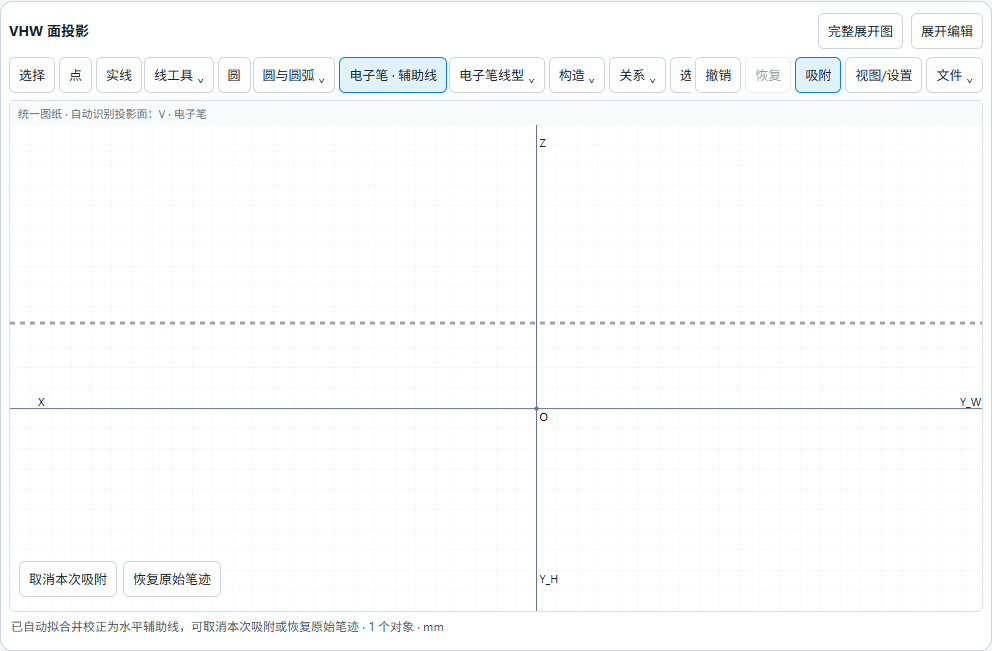 VHW 面投影
完整展开图 展开编辑
选择 点 实线 线工具 圆 圆与圆弧 电子笔 · 辅助线 电子笔线型 构造 关系 选 撤销 恢复 吸附 视图/设置 文件
统一图纸 · 自动识别投影面：V · 电子笔
Z
X
Y_W
O
Y_H
取消本次吸附 恢复原始笔迹
已自动拟合并校正为水平辅助线，可取消本次吸附或恢复原始笔迹 · 1 个对象 · mm